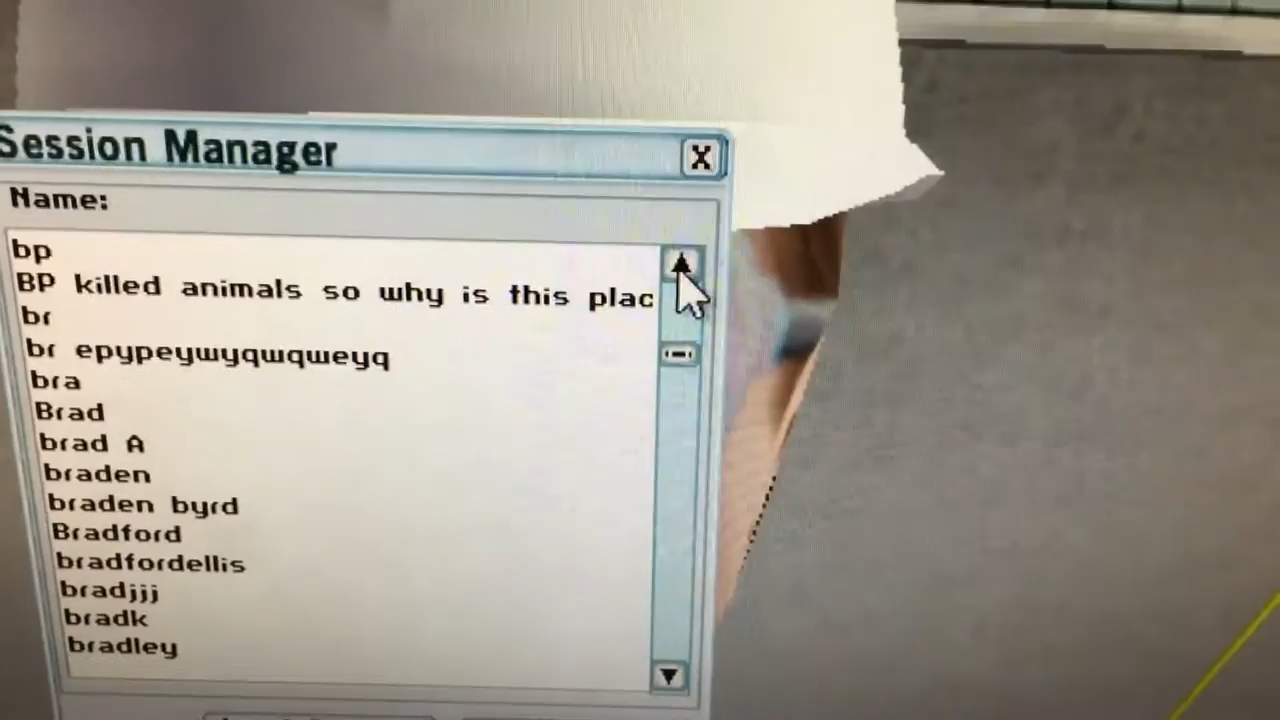 Session Manager
Name:
bp
BP killed animals so why is this plac
br
br epypeywyqwqweyq
bra
Brad
brad A
braden
braden byrd
Bradford
bradfordellis
bradjjj
bradk
bradley